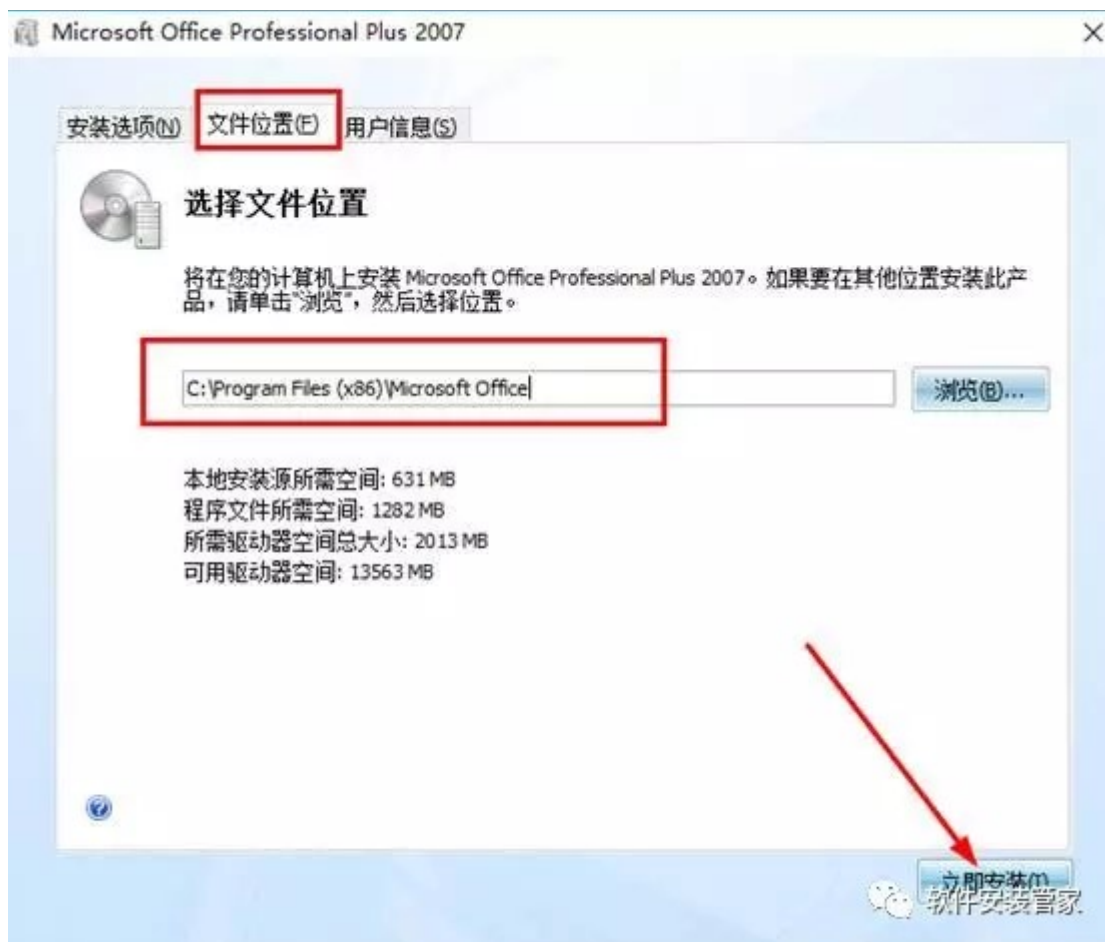 Microsoft Office Professional Plus 2007
安装选项(N) 文件位置(F) 用户信息(S)
选择文件位置
将在您的计算机上安装 Microsoft Office Professional Plus 2007。如果要在其他位置安装此产
品，请单击“浏览”，然后选择位置。
C:\Program Files (x86)\Microsoft Office
浏览(B)...
本地安装源所需空间: 631 MB
程序文件所需空间: 1282 MB
所需驱动器空间总大小: 2013 MB
可用驱动器空间: 13563 MB
立即安装(I)
软件安装管家